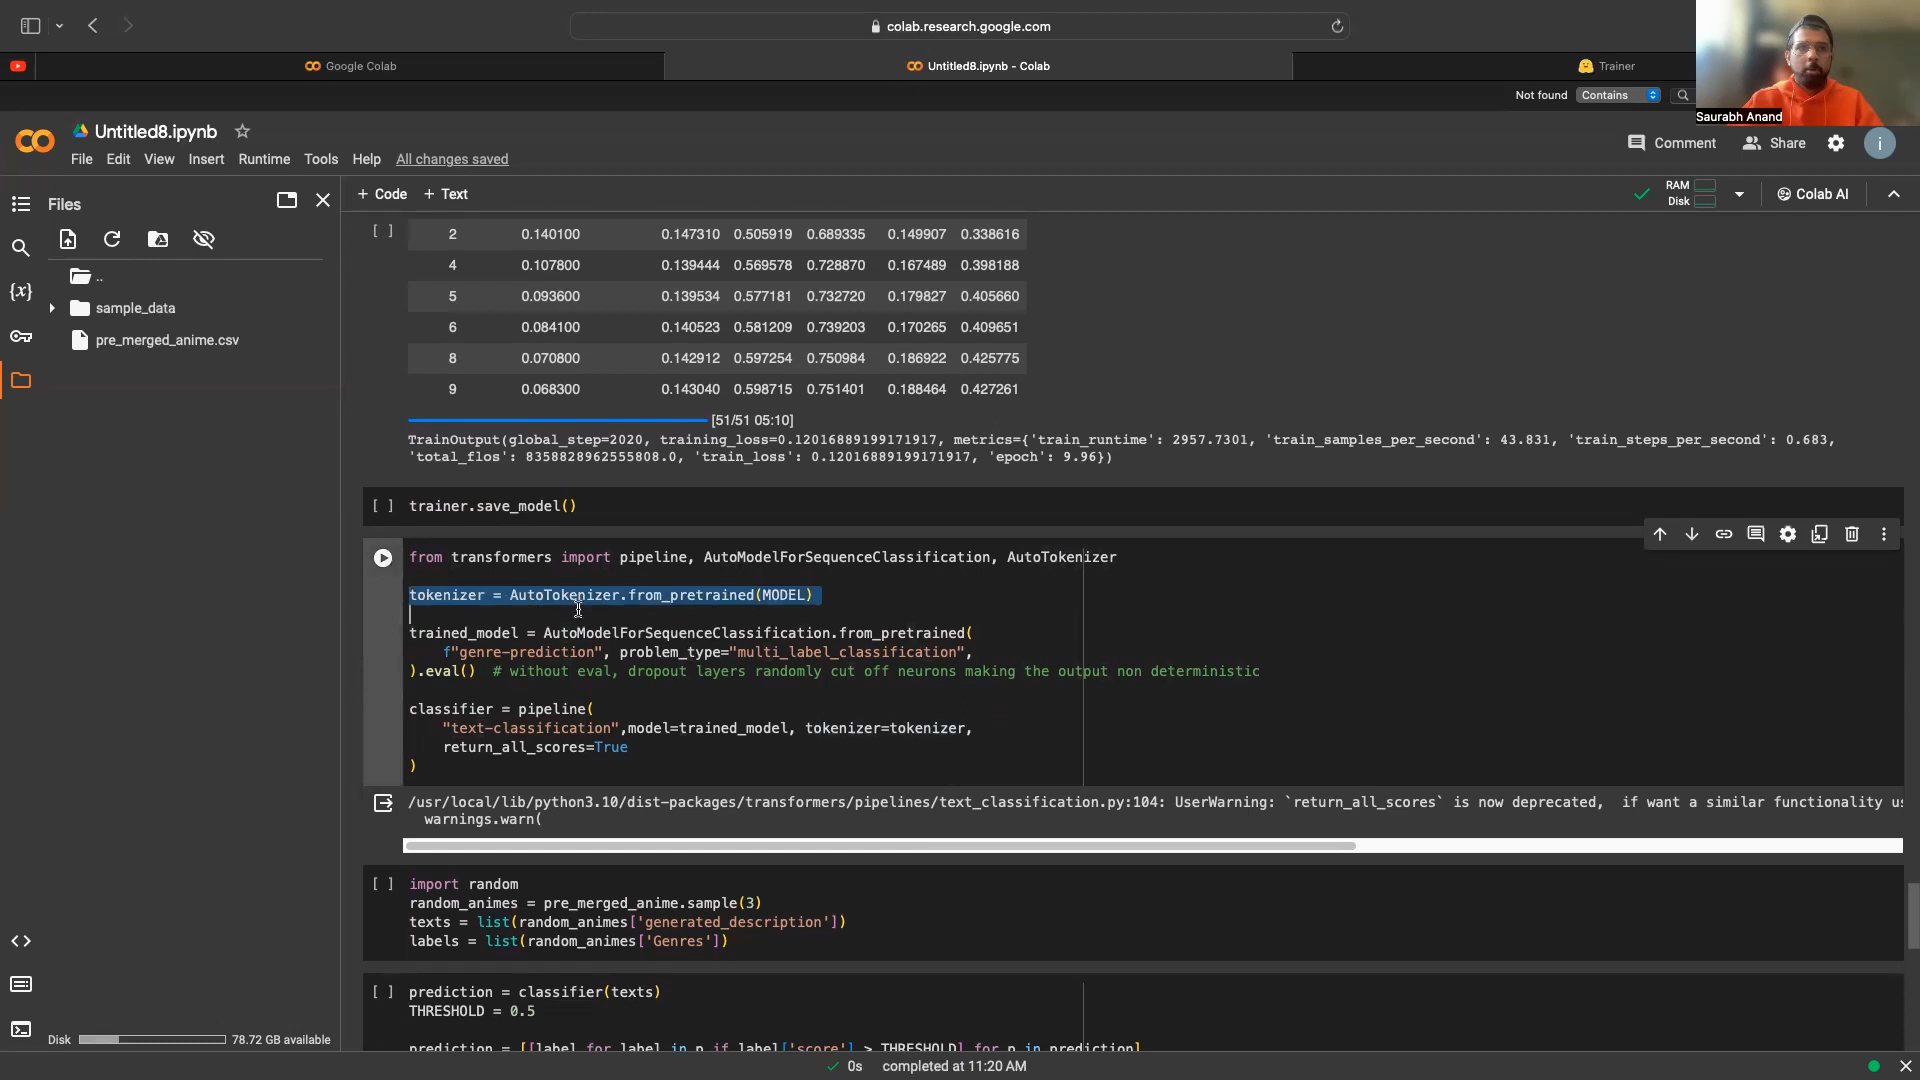 colab.research.google.com
Google Colab
Untitled8.ipynb - Colab
Trainer
Not found
Contains
Saurabh Anand
Untitled8.ipynb
File Edit View Insert Runtime Tools Help All changes saved
Comment
Share
i
Files
+ Code + Text
RAM
Disk
Colab AI
..
sample_data
pre_merged_anime.csv
[ ] 2 0.140100 0.147310 0.505919 0.689335 0.149907 0.338616
4 0.107800 0.139444 0.569578 0.728870 0.167489 0.398188
5 0.093600 0.139534 0.577181 0.732720 0.179827 0.405660
6 0.084100 0.140523 0.581209 0.739203 0.170265 0.409651
8 0.070800 0.142912 0.597254 0.750984 0.186922 0.425775
9 0.068300 0.143040 0.598715 0.751401 0.188464 0.427261
[51/51 05:10]
TrainOutput(global_step=2020, training_loss=0.12016889199171917, metrics={'train_runtime': 2957.7301, 'train_samples_per_second': 43.831, 'train_steps_per_second': 0.683,
'total_flos': 8358828962555808.0, 'train_loss': 0.12016889199171917, 'epoch': 9.96})
[ ] trainer.save_model()
from transformers import pipeline, AutoModelForSequenceClassification, AutoTokenizer
tokenizer = AutoTokenizer.from_pretrained(MODEL)
trained_model = AutoModelForSequenceClassification.from_pretrained(
f"genre-prediction", problem_type="multi_label_classification",
).eval() # without eval, dropout layers randomly cut off neurons making the output non deterministic
classifier = pipeline(
"text-classification",model=trained_model, tokenizer=tokenizer,
return_all_scores=True
)
/usr/local/lib/python3.10/dist-packages/transformers/pipelines/text_classification.py:104: UserWarning: `return_all_scores` is now deprecated, if want a similar functionality us
warnings.warn(
[ ] import random
random_animes = pre_merged_anime.sample(3)
texts = list(random_animes['generated_description'])
labels = list(random_animes['Genres'])
[ ] prediction = classifier(texts)
THRESHOLD = 0.5
prediction = [[label for label in p if label['score'] > THRESHOLD] for p in prediction]
Disk 78.72 GB available
0s completed at 11:20 AM